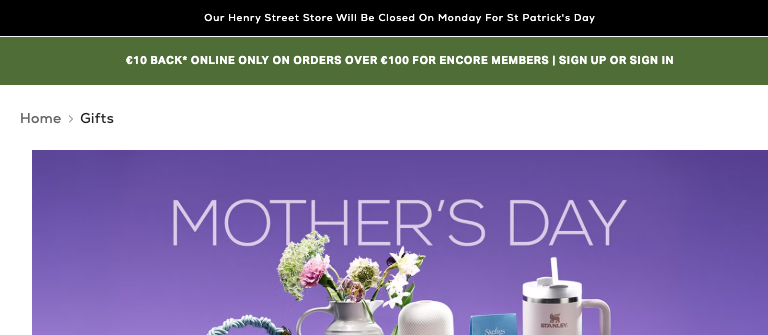 Our Henry Street Store Will Be Closed On Monday For St Patrick's Day
€10 BACK* ONLINE ONLY ON ORDERS OVER €100 FOR ENCORE MEMBERS | SIGN UP OR SIGN IN
Home > Gifts
MOTHER'S DAY
Skelligs
STANLEY